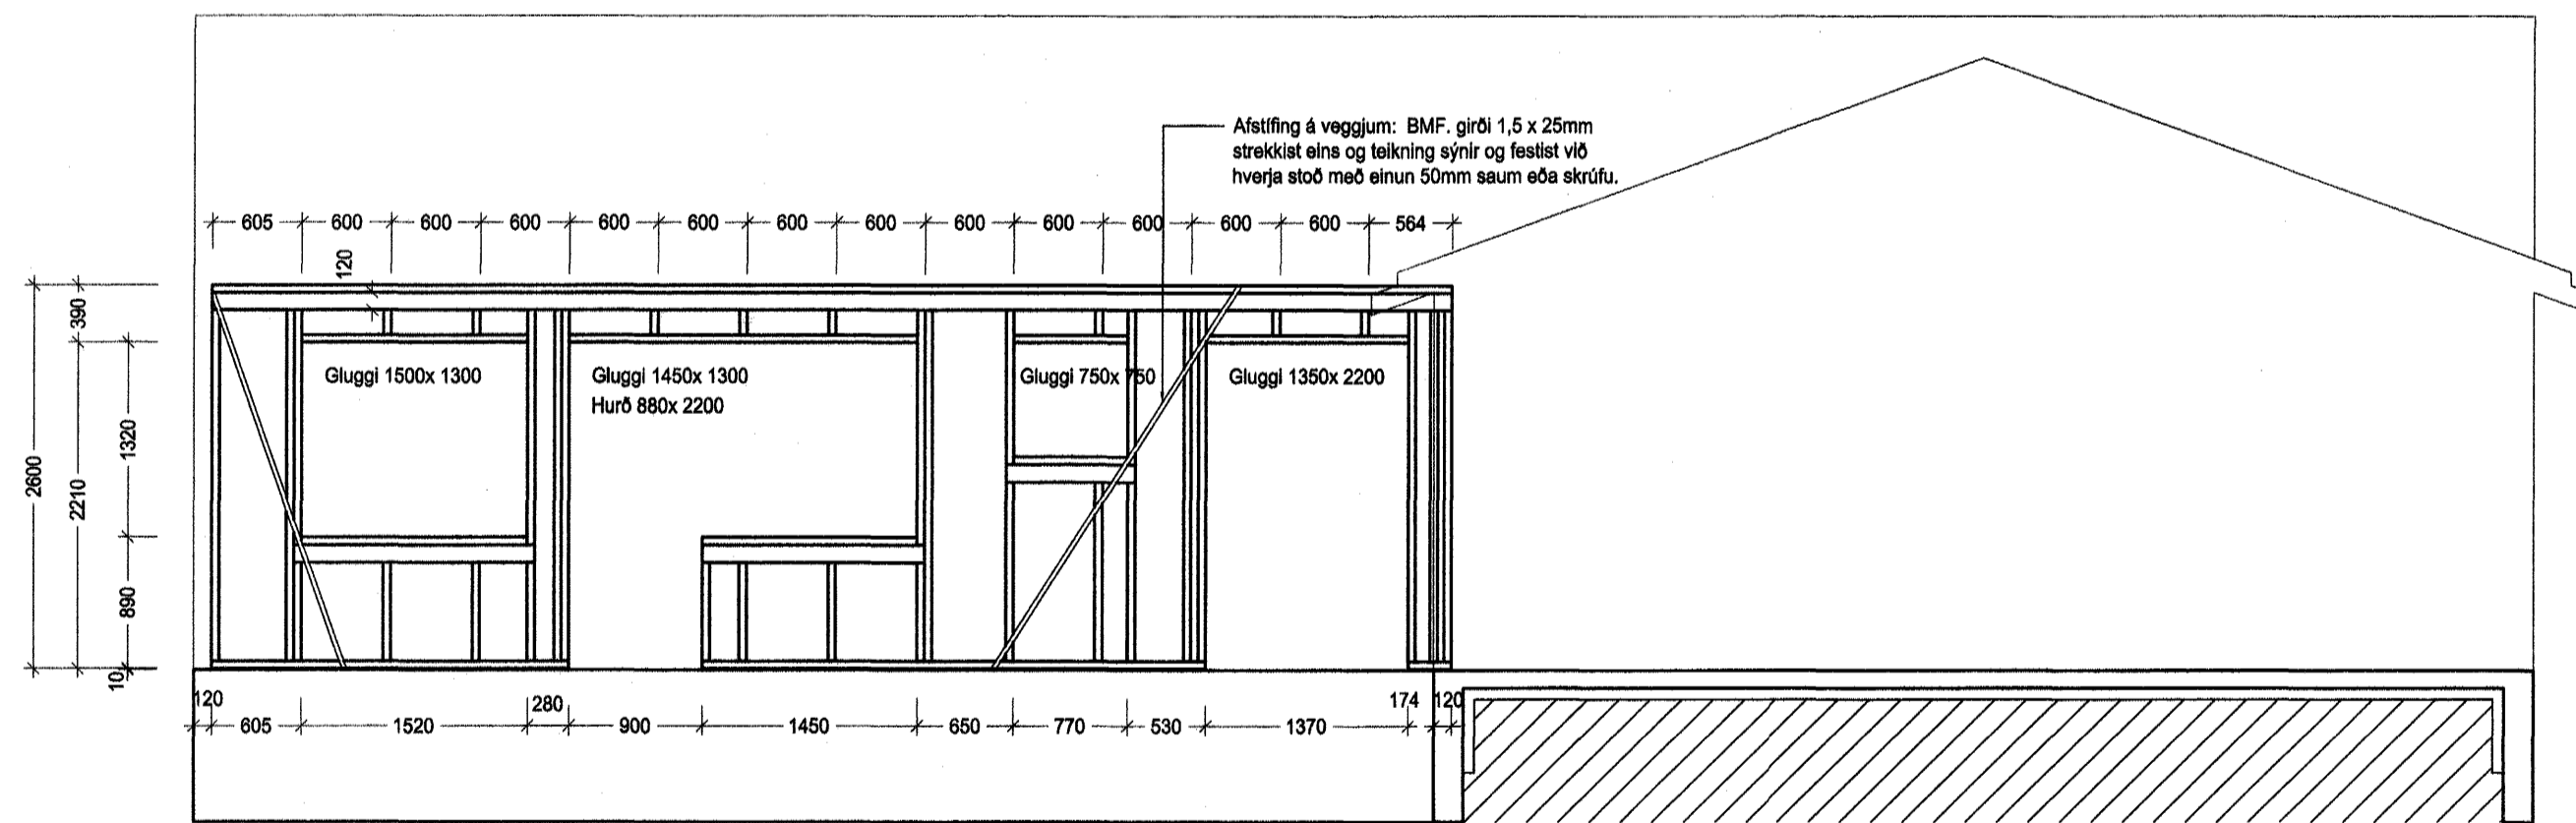 Afstífing á veggjum: BMF. girði 1,5 x 25mm
strekkist eins og teikning sýnir og festist við
hverja stoð með einun 50mm saum eða skrúfu.
605 600 600 600 600 600 600 600 600 600 600 600 600 564
120
390
2600
2210
1320
890
10
Gluggi 1500x 1300
Gluggi 1450x 1300
Hurð 880x 2200
Gluggi 750x 750
Gluggi 1350x 2200
120 605 1520 280 900 1450 650 770 530 1370 174 120